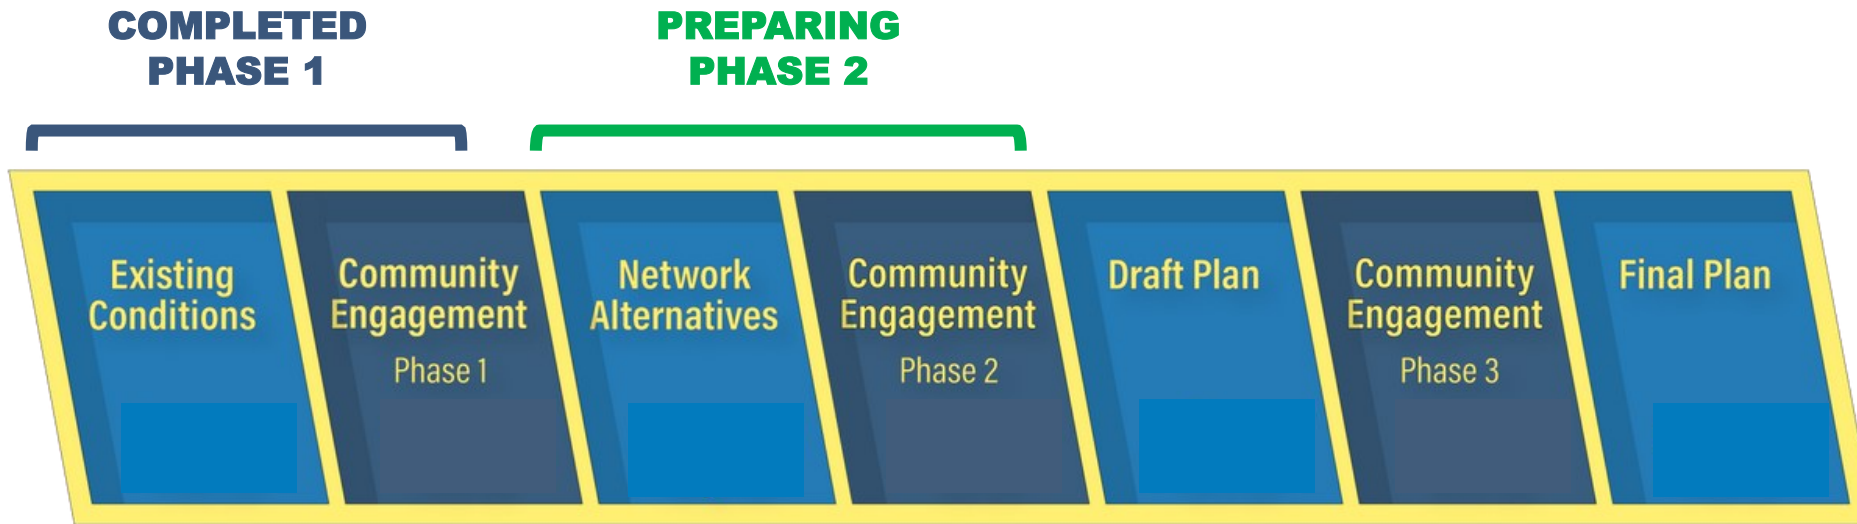 COMPLETED
PHASE 1
PREPARING
PHASE 2
Existing
Conditions
Community
Engagement
Phase 1
Network
Alternatives
Community
Engagement
Phase 2
Draft Plan
Community
Engagement
Phase 3
Final Plan